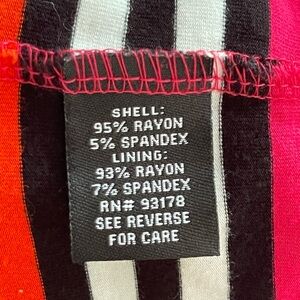 SHELL:
95% RAYON
5% SPANDEX
LINING:
93% RAYON
7% SPANDEX
RN# 93178
SEE REVERSE
FOR CARE